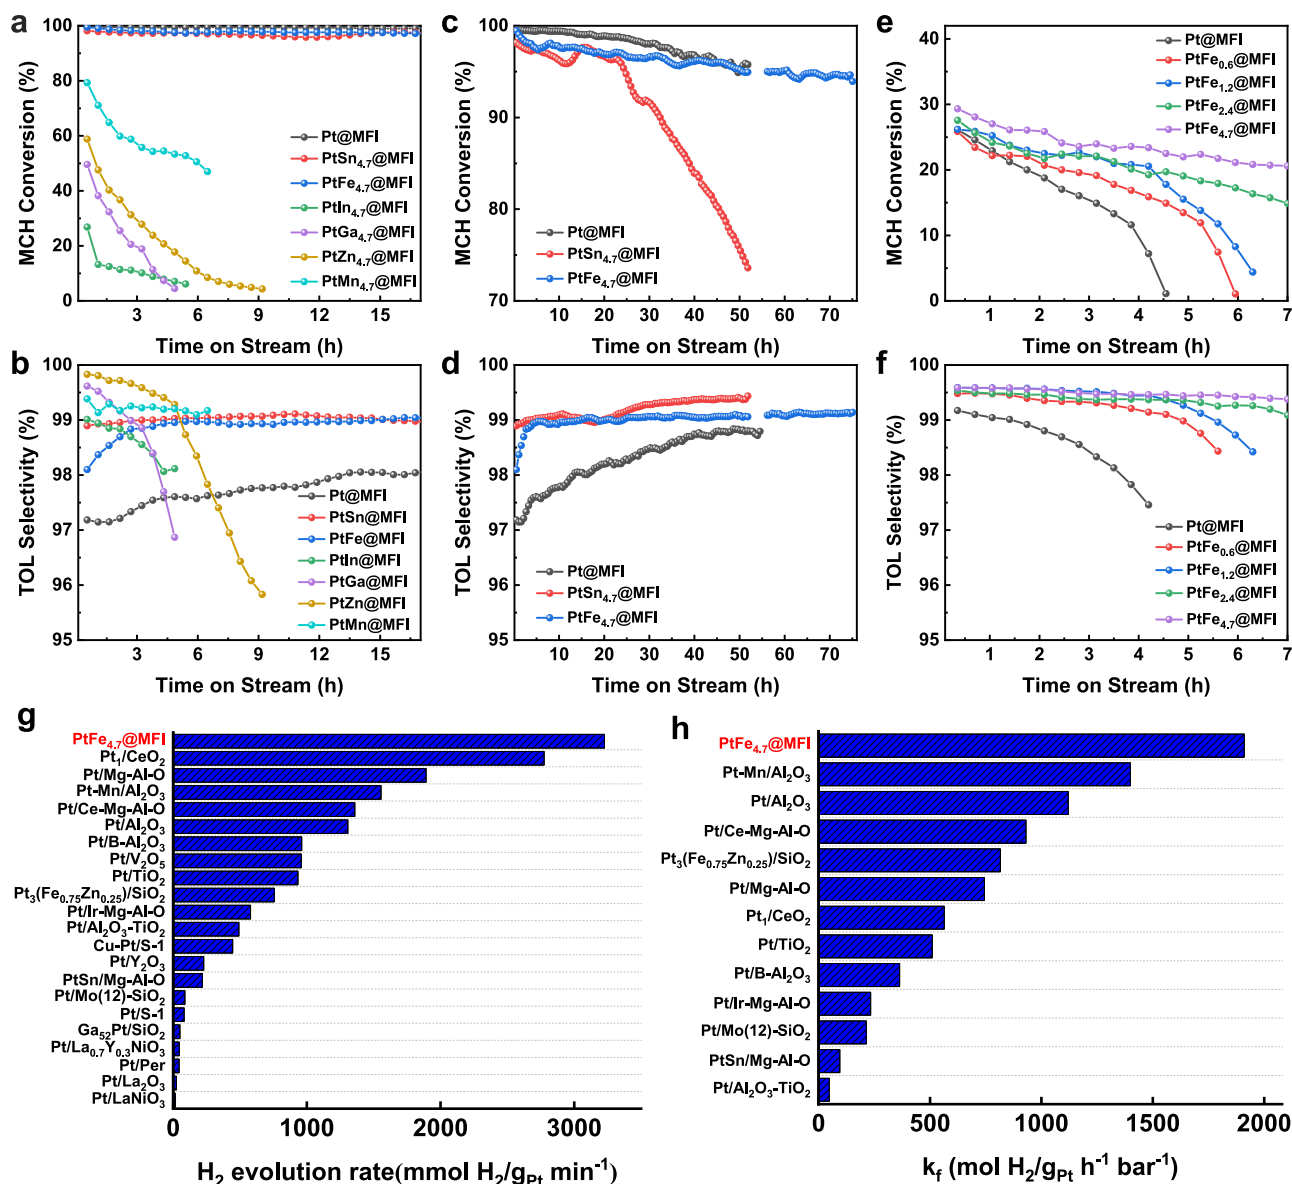 a
MCH Conversion (%)
100
80
60
40
20
0
3
6
9
12
15
Time on Stream (h)
Pt@MFI
PtSn4.7@MFI
PtFe4.7@MFI
PtIn4.7@MFI
PtGa4.7@MFI
PtZn4.7@MFI
PtMn4.7@MFI
c
MCH Conversion (%)
100
90
80
70
0
10
20
30
40
50
60
70
Time on Stream (h)
Pt@MFI
PtSn4.7@MFI
PtFe4.7@MFI
e
MCH Conversion (%)
40
30
20
10
0
1
2
3
4
5
6
7
Time on Stream (h)
Pt@MFI
PtFe0.6@MFI
PtFe1.2@MFI
PtFe2.4@MFI
PtFe4.7@MFI
b
TOL Selectivity (%)
100
99
98
97
96
95
3
6
9
12
15
Time on Stream (h)
Pt@MFI
PtSn@MFI
PtFe@MFI
PtIn@MFI
PtGa@MFI
PtZn@MFI
PtMn@MFI
d
TOL Selectivity (%)
100
99
98
97
96
95
0
10
20
30
40
50
60
70
Time on Stream (h)
Pt@MFI
PtSn4.7@MFI
PtFe4.7@MFI
f
TOL Selectivity (%)
100
99
98
97
96
95
1
2
3
4
5
6
7
Time on Stream (h)
Pt@MFI
PtFe0.6@MFI
PtFe1.2@MFI
PtFe2.4@MFI
PtFe4.7@MFI
g
PtFe4.7@MFI
Pt1/CeO2
Pt/Mg-Al-O
Pt-Mn/Al2O3
Pt/Ce-Mg-Al-O
Pt/Al2O3
Pt/B-Al2O3
Pt/V2O5
Pt/TiO2
Pt3(Fe0.75Zn0.25)/SiO2
Pt/Ir-Mg-Al-O
Pt/Al2O3-TiO2
Cu-Pt/S-1
Pt/Y2O3
PtSn/Mg-Al-O
Pt/Mo(12)-SiO2
Pt/S-1
Ga52Pt/SiO2
Pt/La0.7Y0.3NiO3
Pt/Per
Pt/La2O3
Pt/LaNiO3
0
1000
2000
3000
H2 evolution rate(mmol H2/gPt min-1)
h
PtFe4.7@MFI
Pt-Mn/Al2O3
Pt/Al2O3
Pt/Ce-Mg-Al-O
Pt3(Fe0.75Zn0.25)/SiO2
Pt/Mg-Al-O
Pt1/CeO2
Pt/TiO2
Pt/B-Al2O3
Pt/Ir-Mg-Al-O
Pt/Mo(12)-SiO2
PtSn/Mg-Al-O
Pt/Al2O3-TiO2
0
500
1000
1500
2000
kf (mol H2/gPt h-1 bar-1)